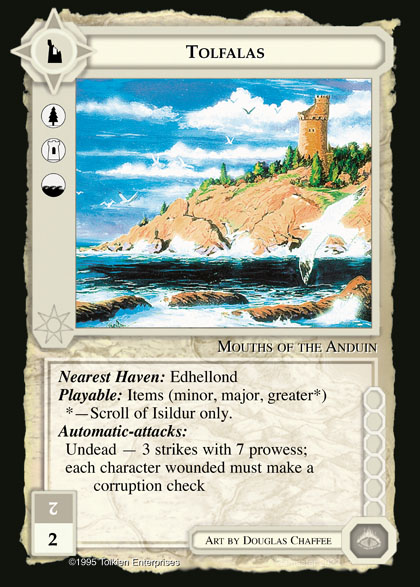 TOLFALAS
MOUTHS OF THE ANDUIN
Nearest Haven: Edhellond
Playable: Items (minor, major, greater*)
*—Scroll of Isildur only.
Automatic-attacks:
Undead — 3 strikes with 7 prowess;
each character wounded must make a
corruption check
2
2
ART BY DOUGLAS CHAFFEE
©1995 Tolkien Enterprises